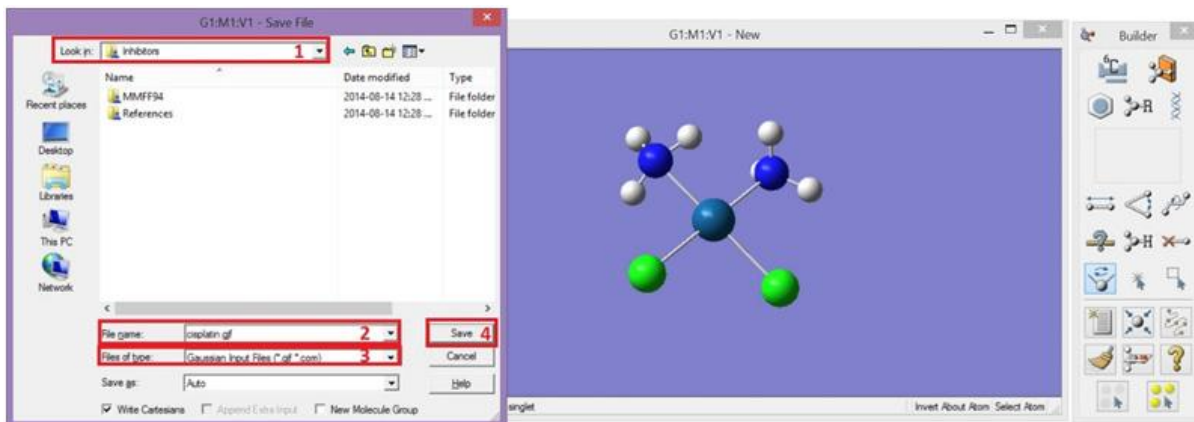 G1:M1:V1 - Save File
Look in: Inhibitors 1
Name Date modified Type
MMFF94 2014-08-14 12:28 ... File folder
References 2014-08-14 12:28 ... File folder
Recent places
Desktop
Libraries
This PC
Network
File name: cisplatin.gif 2 Save 4
Files of type: Gaussian Input Files (*.gif *.com) 3 Cancel
Save as: Auto Help
Write Cartesians Append Extra Input New Molecule Group
G1:M1:V1 - New
singlet Invert About Atom Select Atom
Builder
6C
R
H